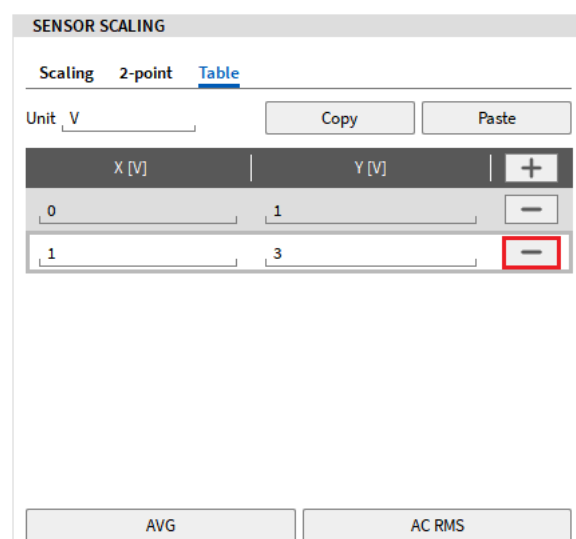 SENSOR SCALING
Scaling 2-point Table
Unit V Copy Paste
X [V] Y [V] +
0 1 −
1 3 −
AVG AC RMS